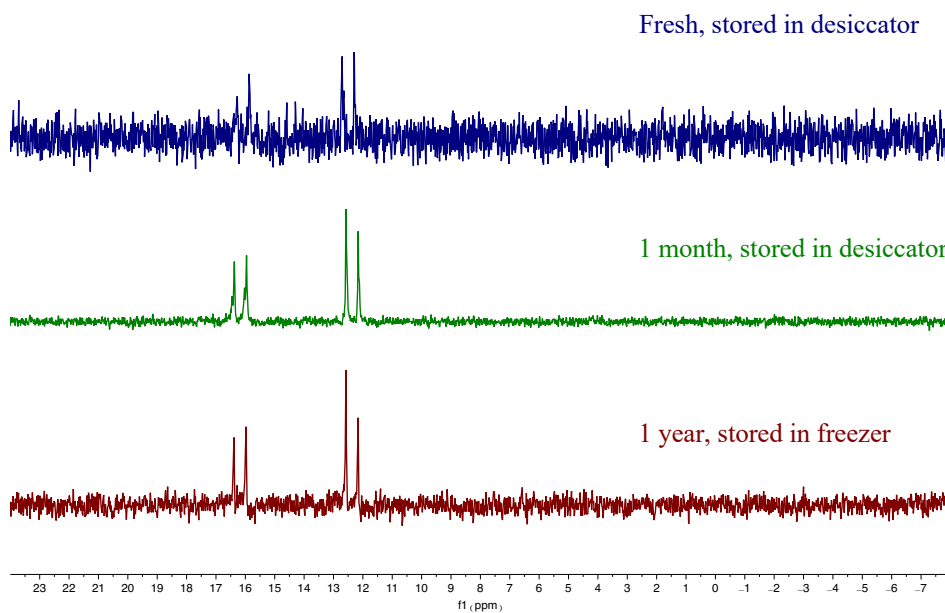 Fresh, stored in desiccator
1 month, stored in desiccator
1 year, stored in freezer
23 22 21 20 19 18 17 16 15 14 13 12 11 10 9 8 7 6 5 4 3 2 1 0 −1 −2 −3 −4 −5 −6 −7
f1 (ppm)